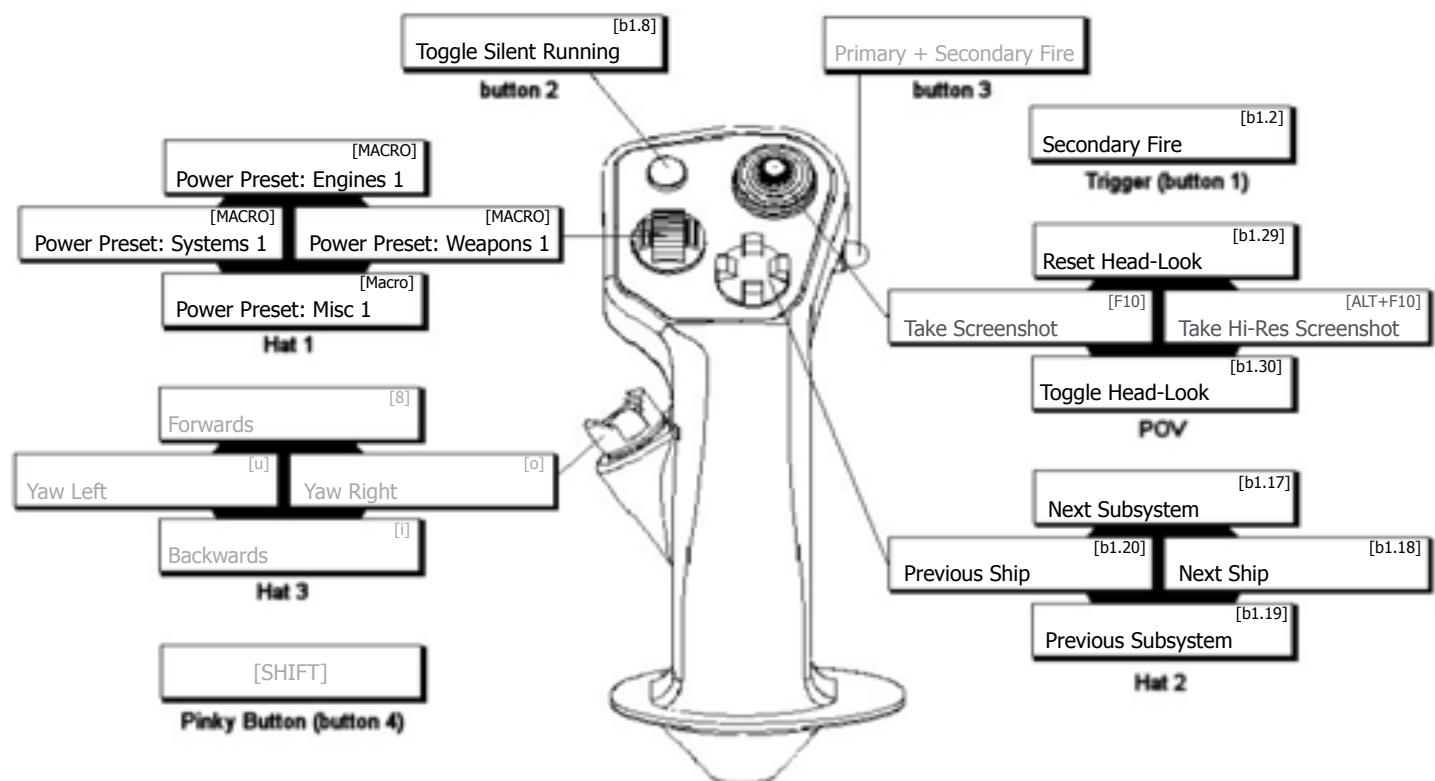 [b1.8]
Toggle Silent Running
button 2
Primary + Secondary Fire
button 3
[b1.2]
Secondary Fire
Trigger (button 1)
[MACRO]
Power Preset: Engines 1
[MACRO]
Power Preset: Systems 1
[MACRO]
Power Preset: Weapons 1
[Macro]
Power Preset: Misc 1
Hat 1
[b1.29]
Reset Head-Look
[F10]
Take Screenshot
[ALT+F10]
Take Hi-Res Screenshot
[b1.30]
Toggle Head-Look
POV
[8]
Forwards
[u]
Yaw Left
[o]
Yaw Right
[i]
Backwards
Hat 3
[b1.17]
Next Subsystem
[b1.20]
Previous Ship
[b1.18]
Next Ship
[b1.19]
Previous Subsystem
Hat 2
[SHIFT]
Pinky Button (button 4)